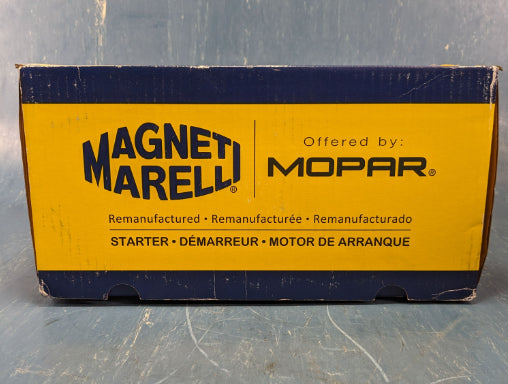 MAGNETI
MARELLI®
Offered by:
MOPAR®
Remanufactured • Remanufacturée • Remanufacturado
STARTER • DÉMARREUR • MOTOR DE ARRANQUE